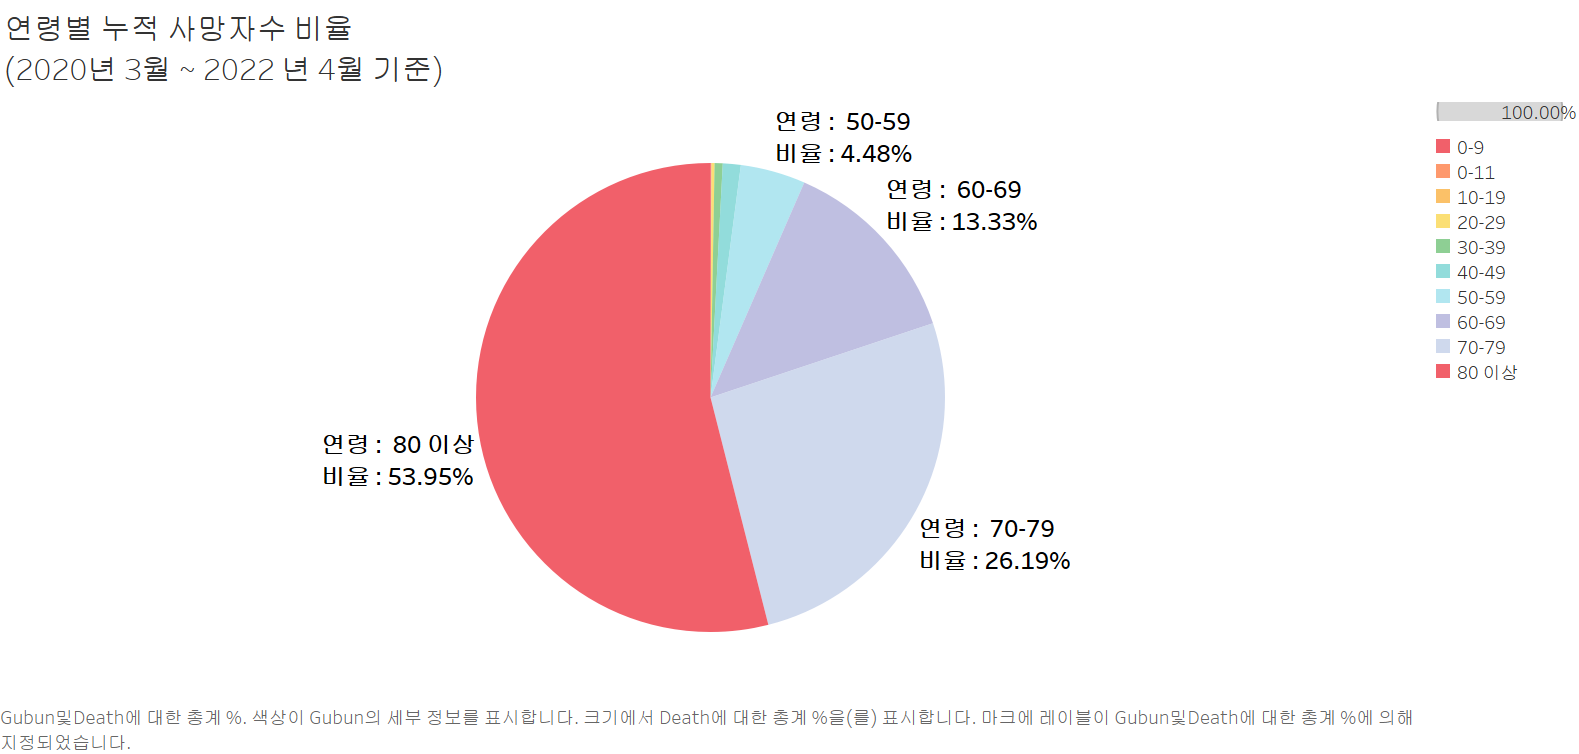 연령별 누적 사망자수 비율
(2020년 3월 ~ 2022 년 4월 기준)
연령 : 50-59
비율 : 4.48%
연령 : 60-69
비율 : 13.33%
연령 : 80 이상
비율 : 53.95%
연령 : 70-79
비율 : 26.19%
100.00%
0-9
0-11
10-19
20-29
30-39
40-49
50-59
60-69
70-79
80 이상
Gubun및Death에 대한 총계 %. 색상이 Gubun의 세부 정보를 표시합니다. 크기에서 Death에 대한 총계 %을(를) 표시합니다. 마크에 레이블이 Gubun및Death에 대한 총계 %에 의해
지정되었습니다.